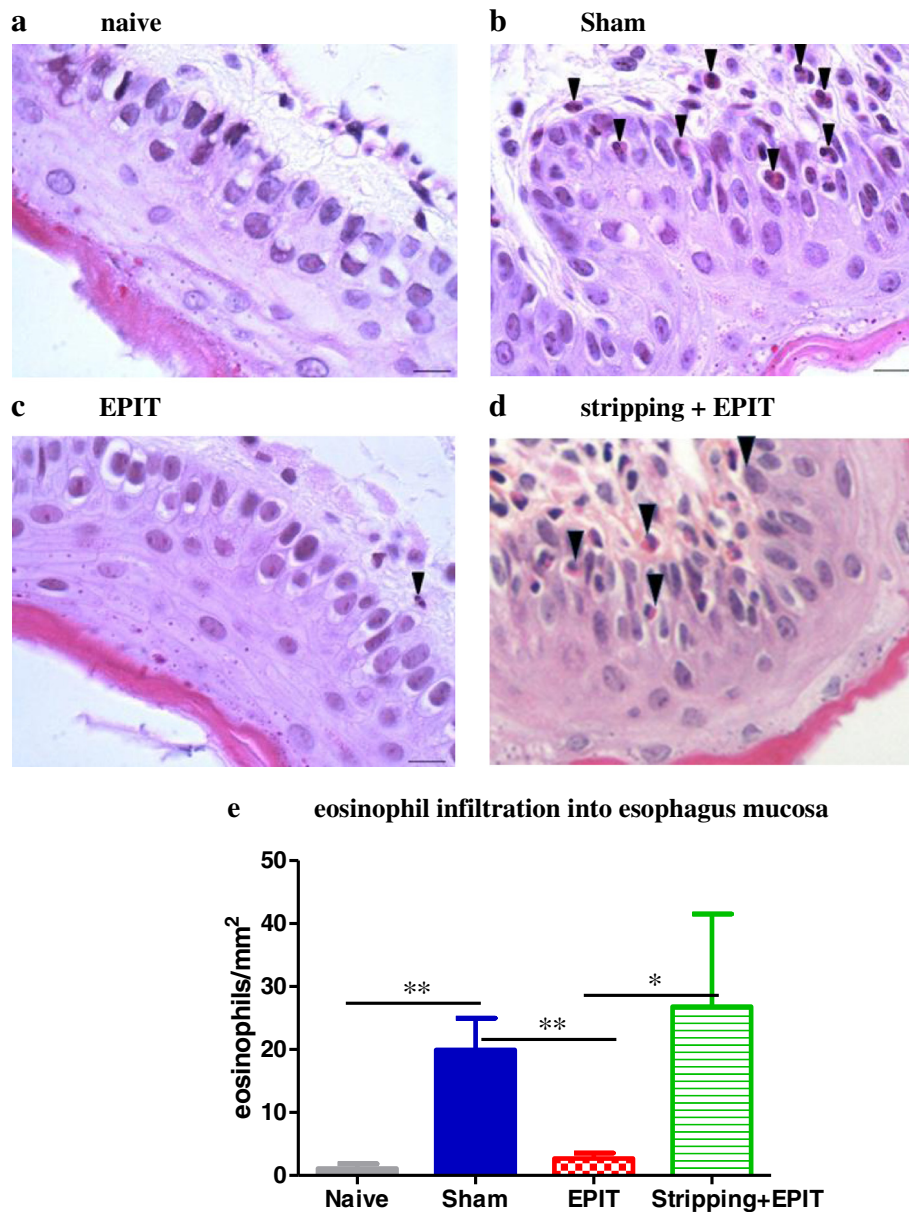 a naive
b Sham
c EPIT
d stripping + EPIT
e eosinophil infiltration into esophagus mucosa
eosinophils/mm²
50
40
30
20
10
0
**
**
*
Naive
Sham
EPIT
Stripping+EPIT